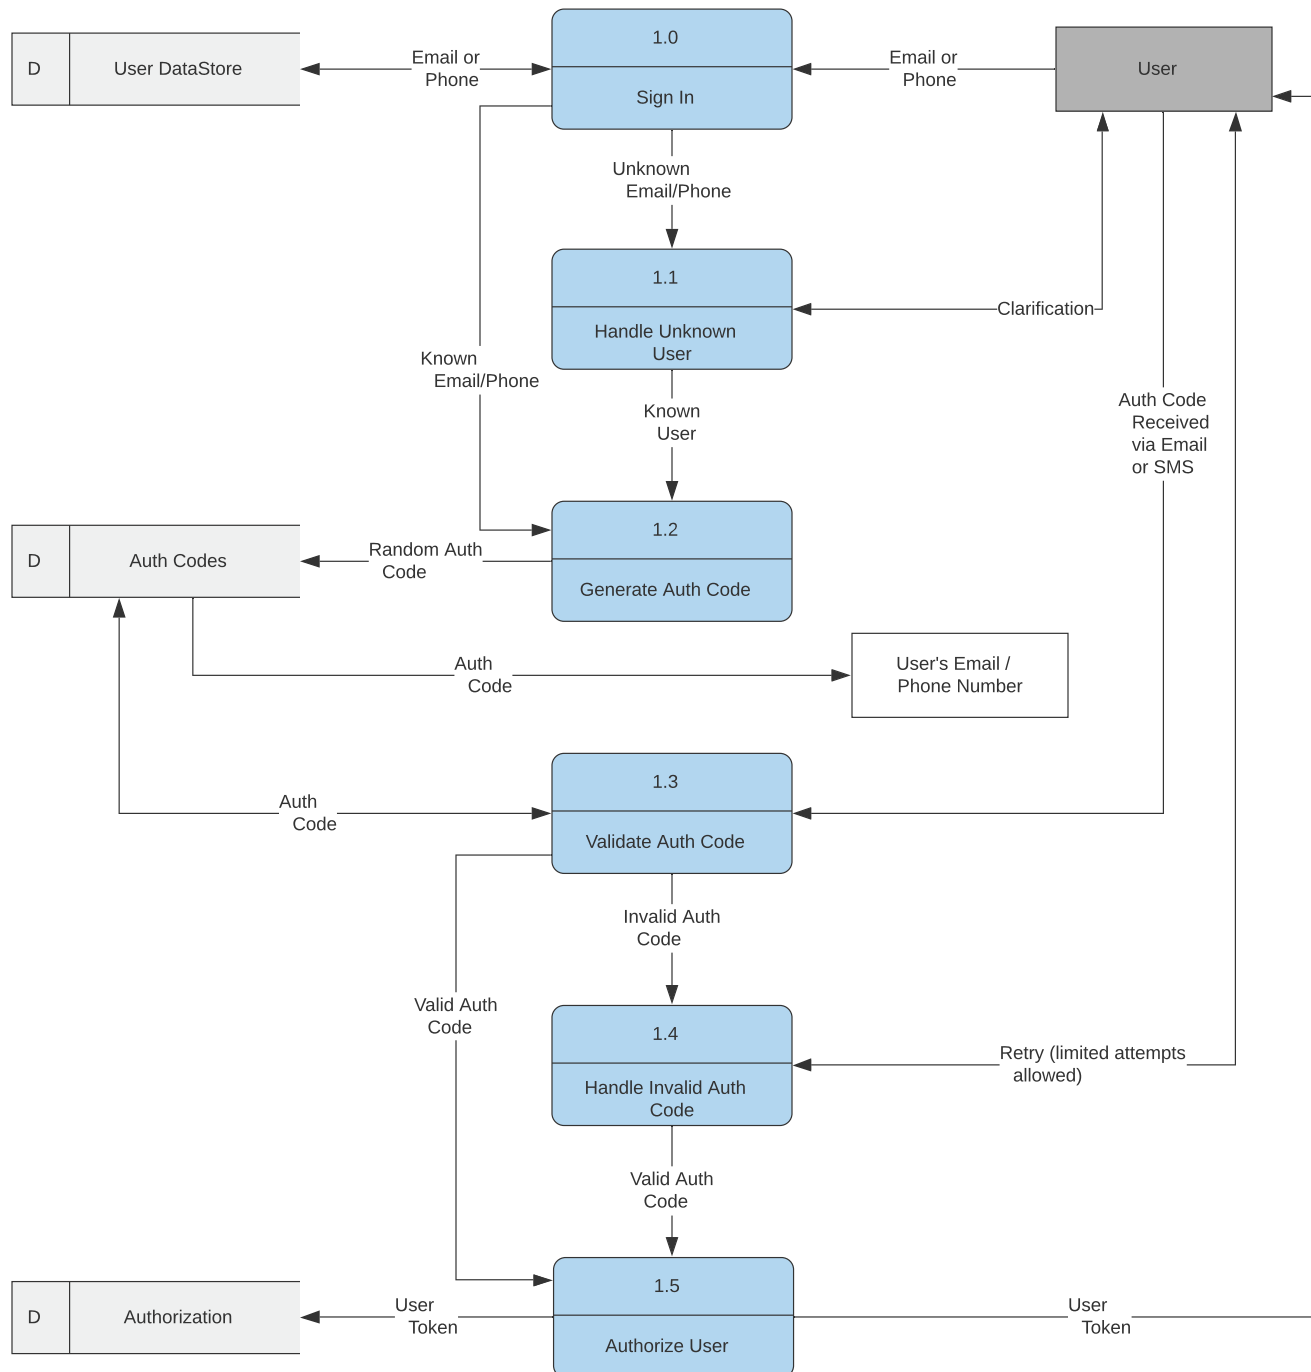 1.0
D
User DataStore
Email or
Phone
Sign In
Email or
Phone
User
Unknown
Email/Phone
1.1
Handle Unknown
User
Clarification
Known
Email/Phone
Known
User
Auth Code
Received
via Email
or SMS
1.2
Generate Auth Code
D
Auth Codes
Random Auth
Code
Auth
Code
User's Email /
Phone Number
1.3
Validate Auth Code
Auth
Code
Invalid Auth
Code
Valid Auth
Code
1.4
Handle Invalid Auth
Code
Retry (limited attempts
allowed)
Valid Auth
Code
1.5
Authorize User
D
Authorization
User
Token
User
Token